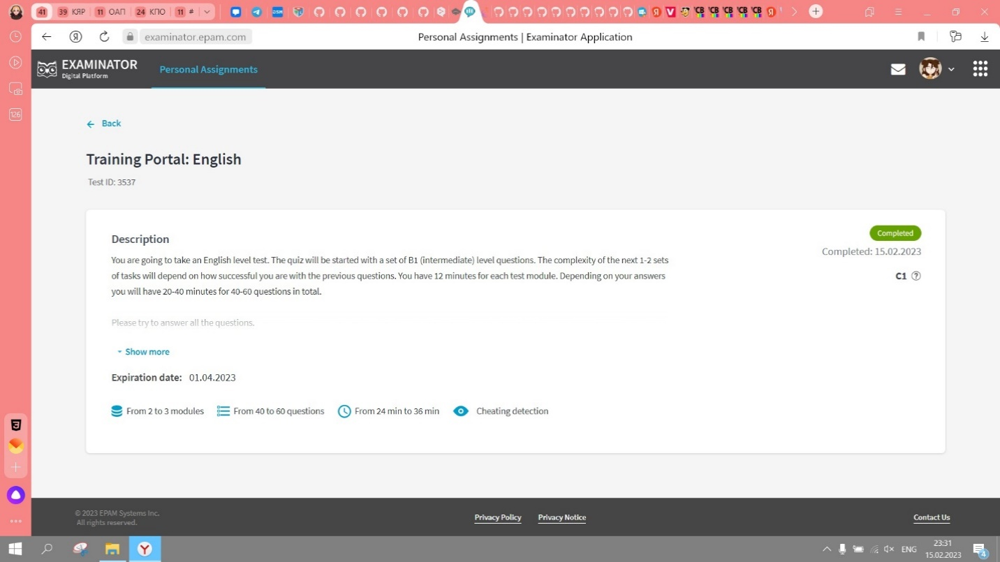 41
39 КЯР
11 ОАП
24 КПО
11 #
examinator.epam.com
Personal Assignments | Examinator Application
EXAMINATOR
Digital Platform
Personal Assignments
126
Back
Training Portal: English
Test ID: 3537
Description
Completed
You are going to take an English level test. The quiz will be started with a set of B1 (intermediate) level questions. The complexity of the next 1-2 sets
Completed: 15.02.2023
of tasks will depend on how successful you are with the previous questions. You have 12 minutes for each test module. Depending on your answers
C1
you will have 20-40 minutes for 40-60 questions in total.
Please try to answer all the questions.
Show more
Expiration date: 01.04.2023
From 2 to 3 modules
From 40 to 60 questions
From 24 min to 36 min
Cheating detection
© 2023 EPAM Systems Inc.
All rights reserved.
Privacy Policy
Privacy Notice
Contact Us
ENG
23:31
15.02.2023
4